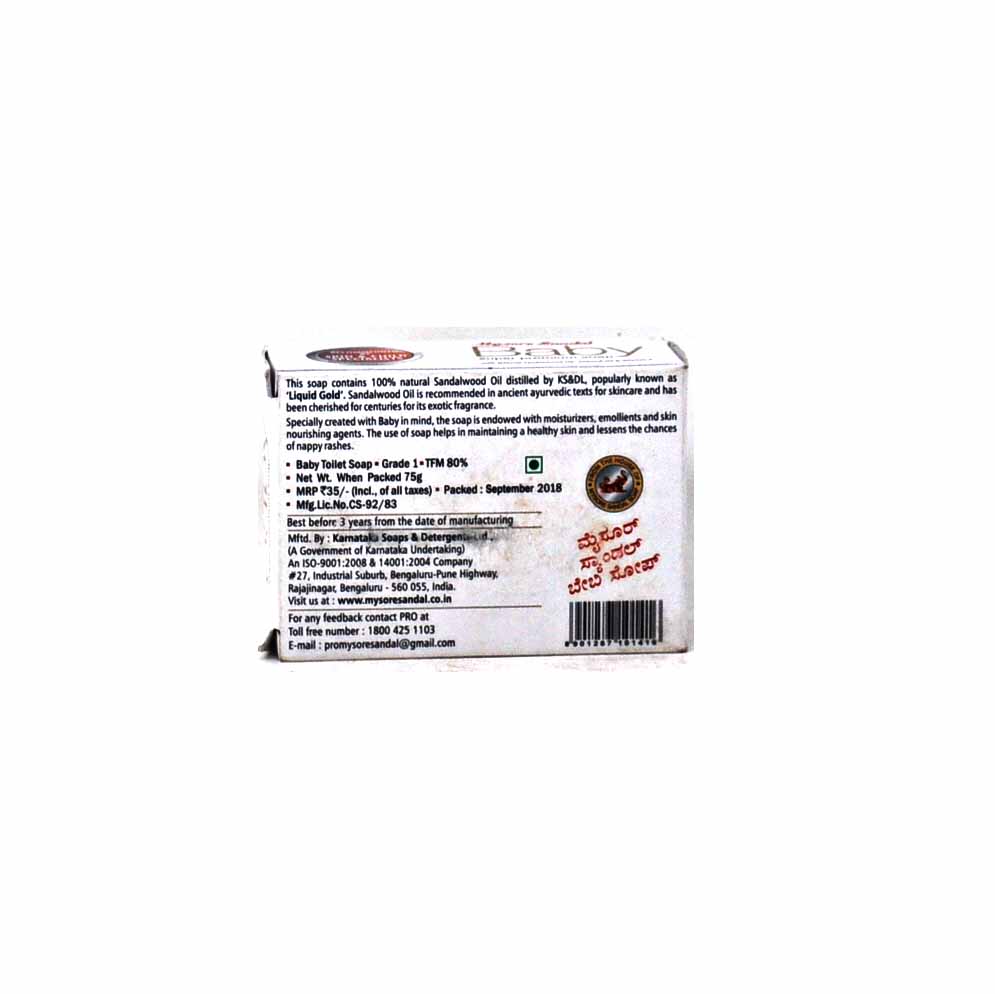 Mysore Sandal
Baby
This soap contains 100% natural Sandalwood Oil distilled by KS&DL, popularly known as
'Liquid Gold'. Sandalwood Oil is recommended in ancient ayurvedic texts for skincare and has
been cherished for centuries for its exotic fragrance.
Specially created with Baby in mind, the soap is endowed with moisturizers, emollients and skin
nourishing agents. The use of soap helps in maintaining a healthy skin and lessens the chances
of nappy rashes.
▪ Baby Toilet Soap ▪ Grade 1 ▪ TFM 80%
▪ Net Wt. When Packed 75g
▪ MRP ₹35/- (Incl., of all taxes) ▪ Packed : September 2018
▪ Mfg.Lic.No.CS-92/83
Best before 3 years from the date of manufacturing
Mftd. By : Karnataka Soaps & Detergents Ltd.,
(A Government of Karnataka Undertaking)
An ISO-9001:2008 & 14001:2004 Company
#27, Industrial Suburb, Bengaluru-Pune Highway,
Rajajinagar, Bengaluru - 560 055, India.
Visit us at : www.mysoresandal.co.in
For any feedback contact PRO at
Toll free number : 1800 425 1103
E-mail : promysoresandal@gmail.com
ಮೈಸೂರ್
ಸ್ಯಾಂಡಲ್
ಬೇಬಿ ಸೋಪ್